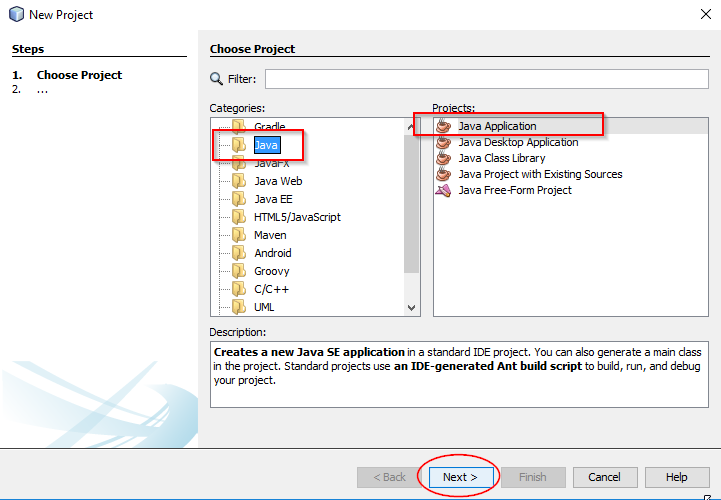 New Project
Steps
1. Choose Project
2. ...
Choose Project
Filter:
Categories:
Gradle
Java
JavaFX
Java Web
Java EE
HTML5/JavaScript
Maven
Android
Groovy
C/C++
UML
Projects:
Java Application
Java Desktop Application
Java Class Library
Java Project with Existing Sources
Java Free-Form Project
Description:
Creates a new Java SE application in a standard IDE project. You can also generate a main class
in the project. Standard projects use an IDE-generated Ant build script to build, run, and debug
your project.
< Back
Next >
Finish
Cancel
Help